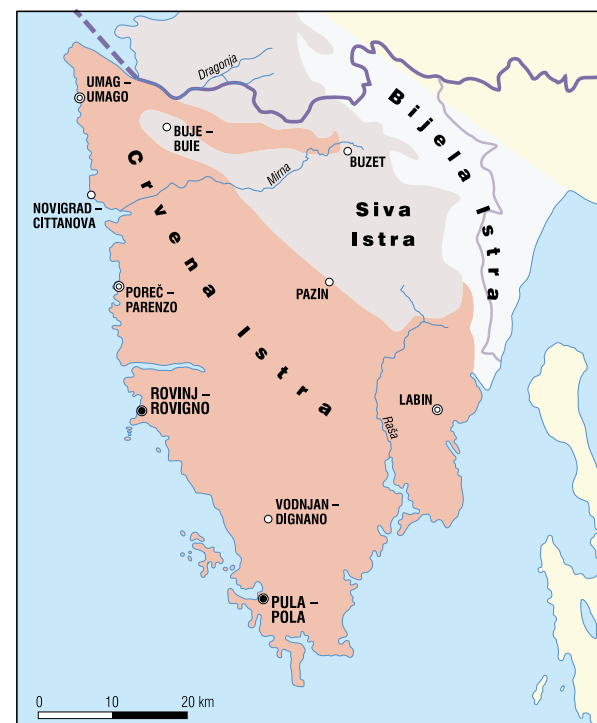 Dragonja
UMAG –
UMAGO
BUJE –
BUIE
Mirna
BUZET
Bijela Istra
NOVIGRAD –
CITTANOVA
Siva
Istra
Crvena Istra
POREČ –
PARENZO
PAZIN
ROVINJ –
ROVIGNO
LABIN
Raša
VODNJAN –
DIGNANO
PULA –
POLA
0 10 20 km